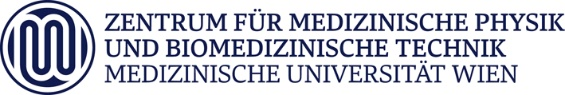 ZENTRUM FÜR MEDIZINISCHE PHYSIK
UND BIOMEDIZINISCHE TECHNIK
MEDIZINISCHE UNIVERSITÄT WIEN